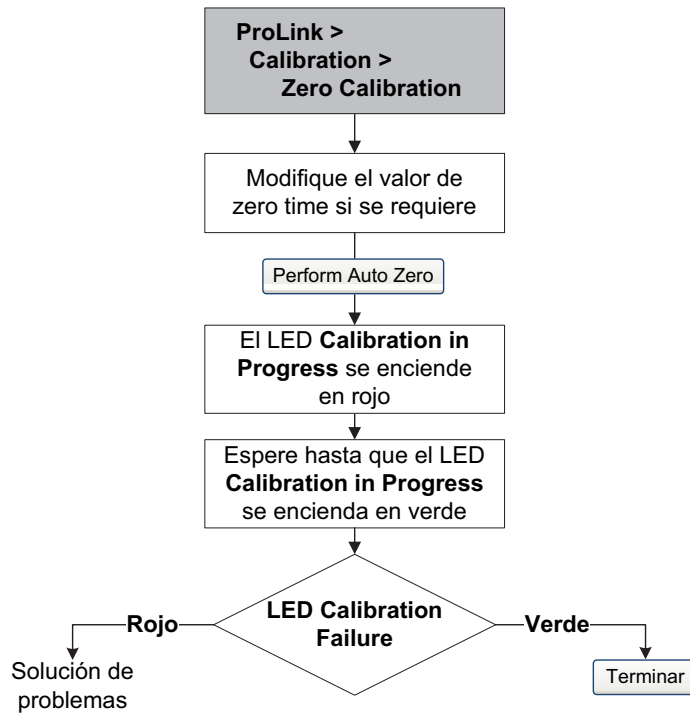 ProLink >
Calibration >
Zero Calibration
Modifique el valor de
zero time si se requiere
Perform Auto Zero
El LED Calibration in
Progress se enciende
en rojo
Espere hasta que el LED
Calibration in Progress
se encienda en verde
LED Calibration
Failure
Rojo
Verde
Solución de
problemas
Terminar